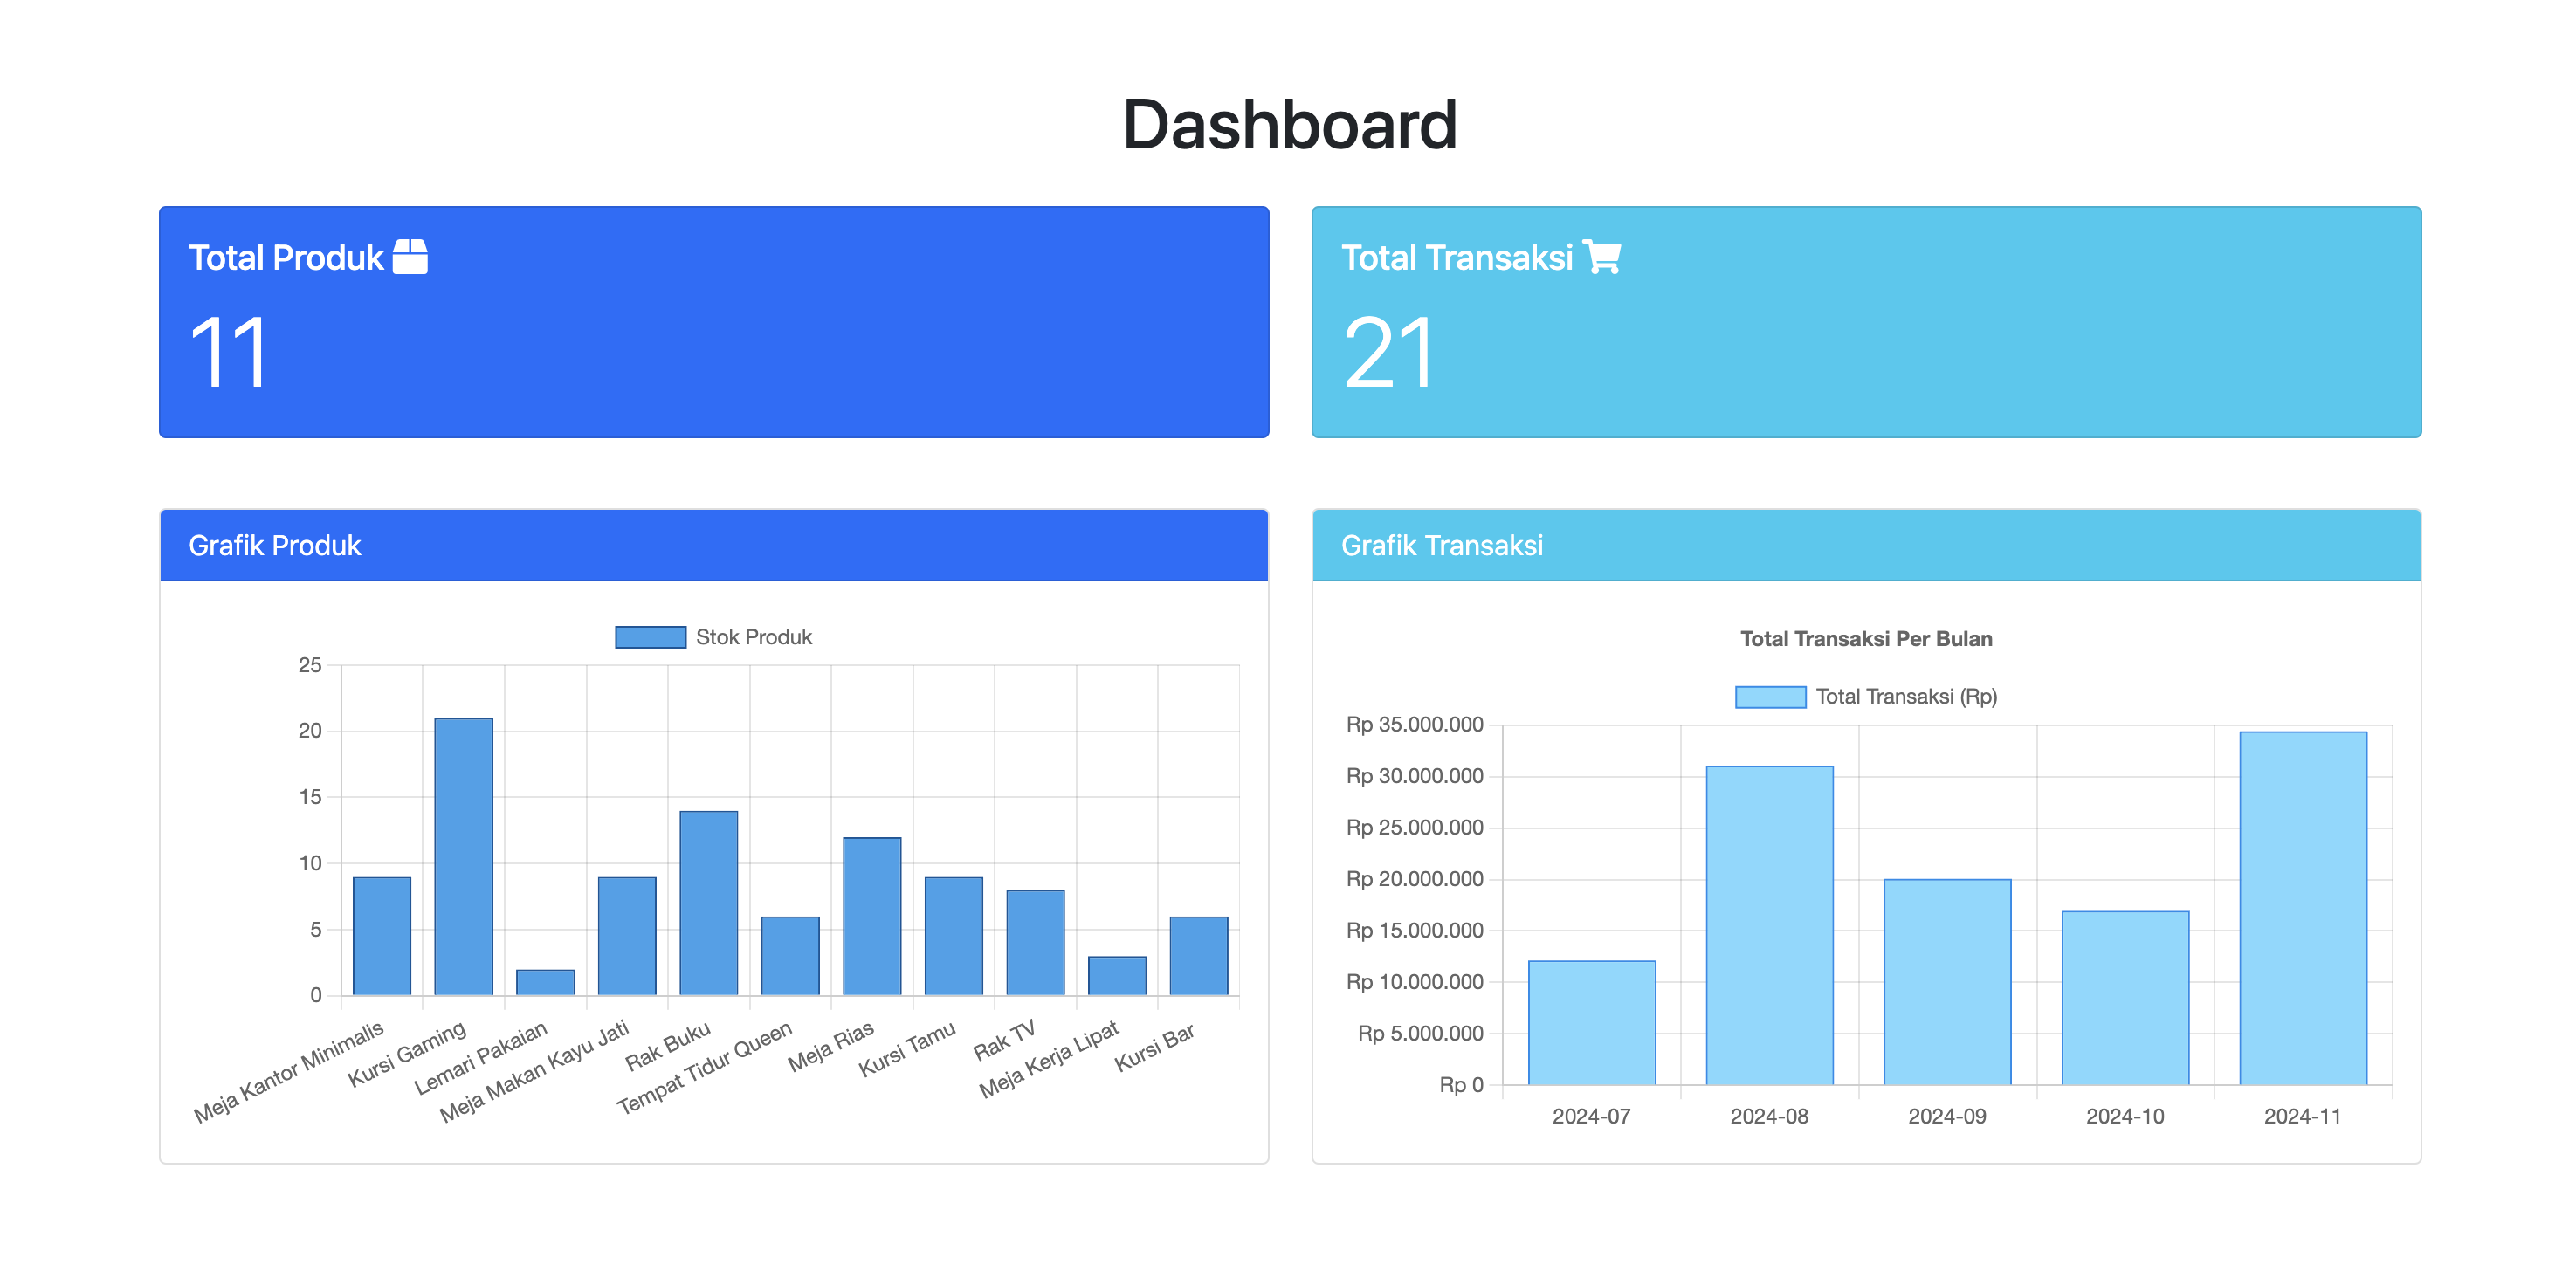 Dashboard
Total Produk
11
Total Transaksi
21
Grafik Produk
Stok Produk
25
20
15
10
5
0
Meja Kantor Minimalis
Kursi Gaming
Lemari Pakaian
Meja Makan Kayu Jati
Rak Buku
Tempat Tidur Queen
Meja Rias
Kursi Tamu
Rak TV
Meja Kerja Lipat
Kursi Bar
Grafik Transaksi
Total Transaksi Per Bulan
Total Transaksi (Rp)
Rp 35.000.000
Rp 30.000.000
Rp 25.000.000
Rp 20.000.000
Rp 15.000.000
Rp 10.000.000
Rp 5.000.000
Rp 0
2024-07
2024-08
2024-09
2024-10
2024-11